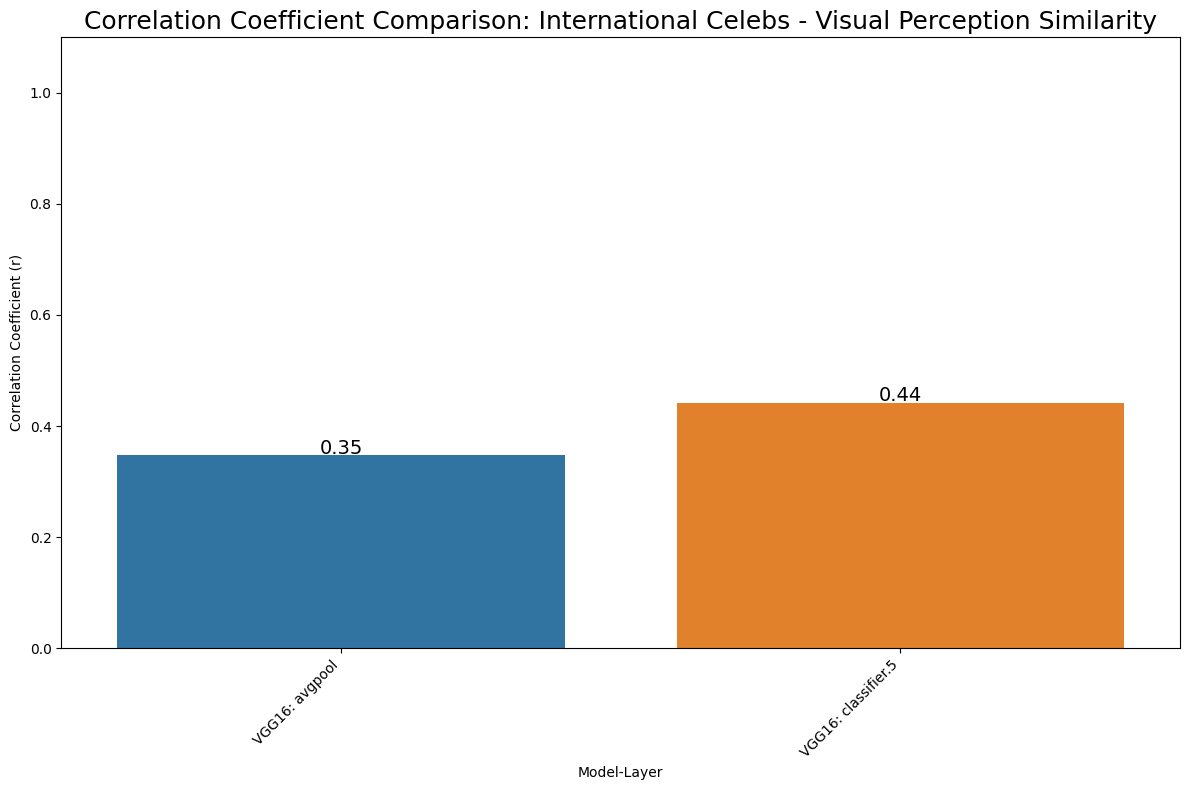 Correlation Coefficient Comparison: International Celebs - Visual Perception Similarity
Correlation Coefficient (r)
1.0
0.8
0.6
0.4
0.2
0.0
0.35
0.44
VGG16: avgpool
VGG16: classifier.5
Model-Layer